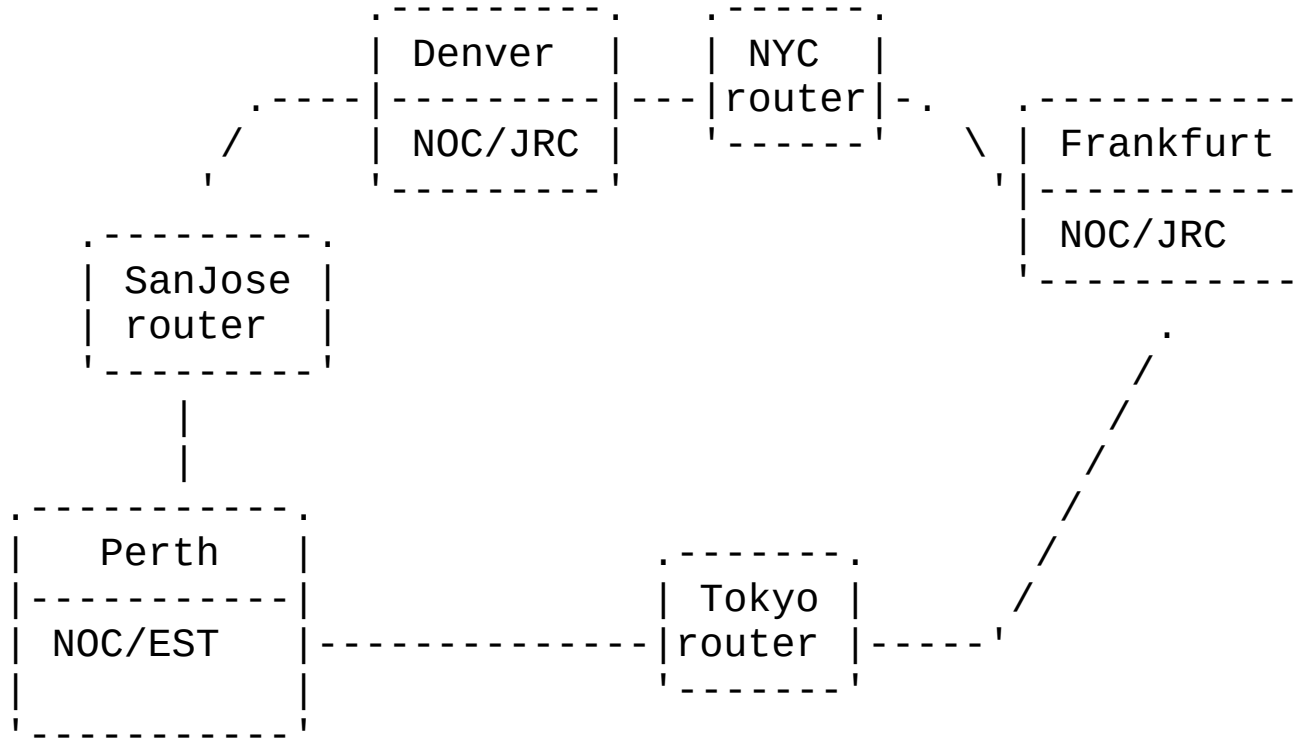 Denver
NYC
router
NOC/JRC
Frankfurt
NOC/JRC
SanJose
router
Perth
NOC/EST
Tokyo
router